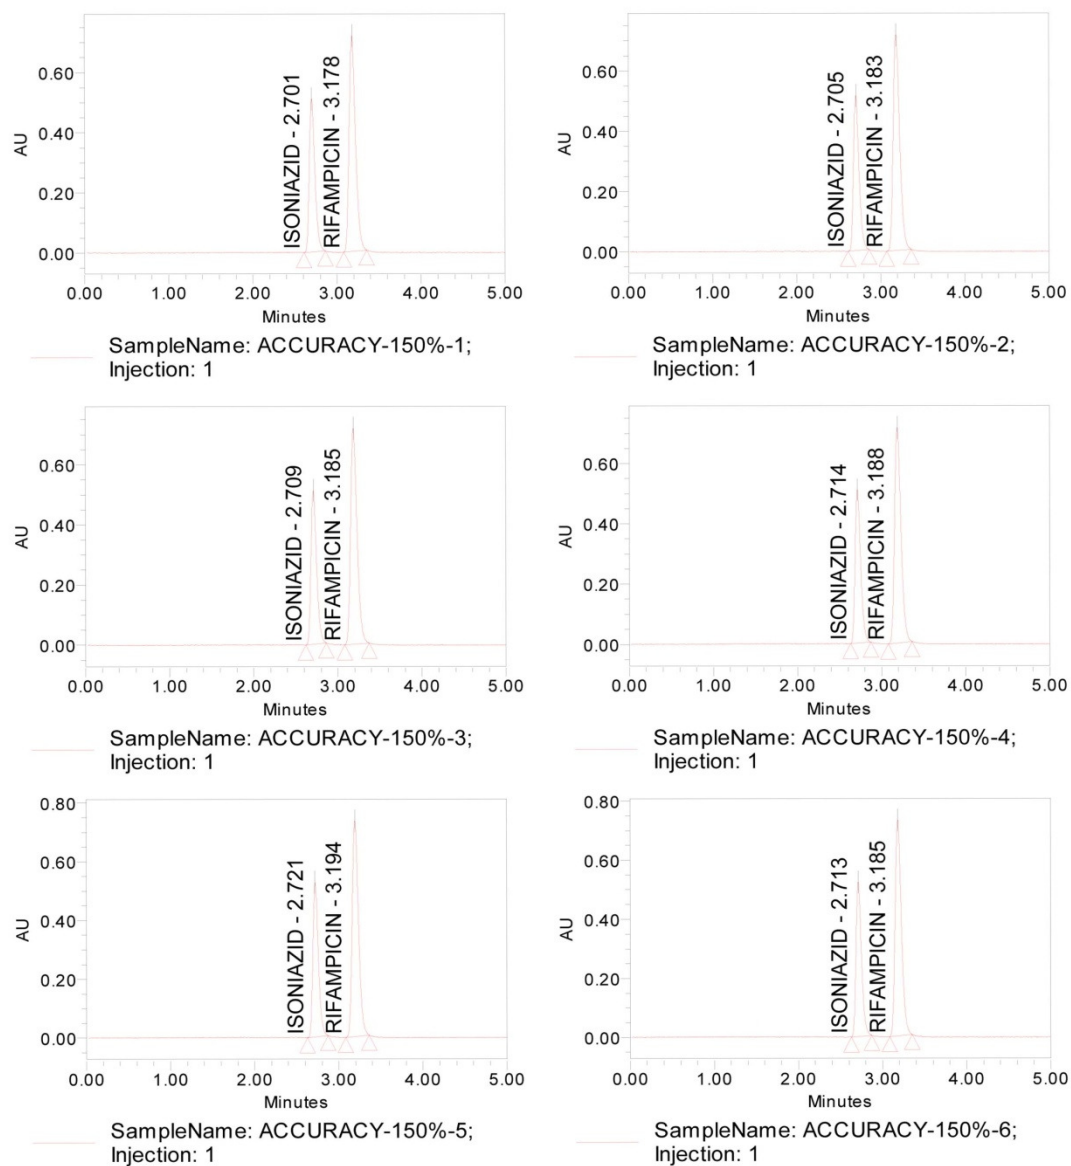 ISONIAZID - 2.701
RIFAMPICIN - 3.178
AU
0.60
0.40
0.20
0.00
0.00 1.00 2.00 3.00 4.00 5.00
Minutes
SampleName: ACCURACY-150%-1;
Injection: 1
ISONIAZID - 2.705
RIFAMPICIN - 3.183
AU
0.60
0.40
0.20
0.00
0.00 1.00 2.00 3.00 4.00 5.00
Minutes
SampleName: ACCURACY-150%-2;
Injection: 1
ISONIAZID - 2.709
RIFAMPICIN - 3.185
AU
0.60
0.40
0.20
0.00
0.00 1.00 2.00 3.00 4.00 5.00
Minutes
SampleName: ACCURACY-150%-3;
Injection: 1
ISONIAZID - 2.714
RIFAMPICIN - 3.188
AU
0.60
0.40
0.20
0.00
0.00 1.00 2.00 3.00 4.00 5.00
Minutes
SampleName: ACCURACY-150%-4;
Injection: 1
ISONIAZID - 2.721
RIFAMPICIN - 3.194
AU
0.80
0.60
0.40
0.20
0.00
0.00 1.00 2.00 3.00 4.00 5.00
Minutes
SampleName: ACCURACY-150%-5;
Injection: 1
ISONIAZID - 2.713
RIFAMPICIN - 3.185
AU
0.80
0.60
0.40
0.20
0.00
0.00 1.00 2.00 3.00 4.00 5.00
Minutes
SampleName: ACCURACY-150%-6;
Injection: 1